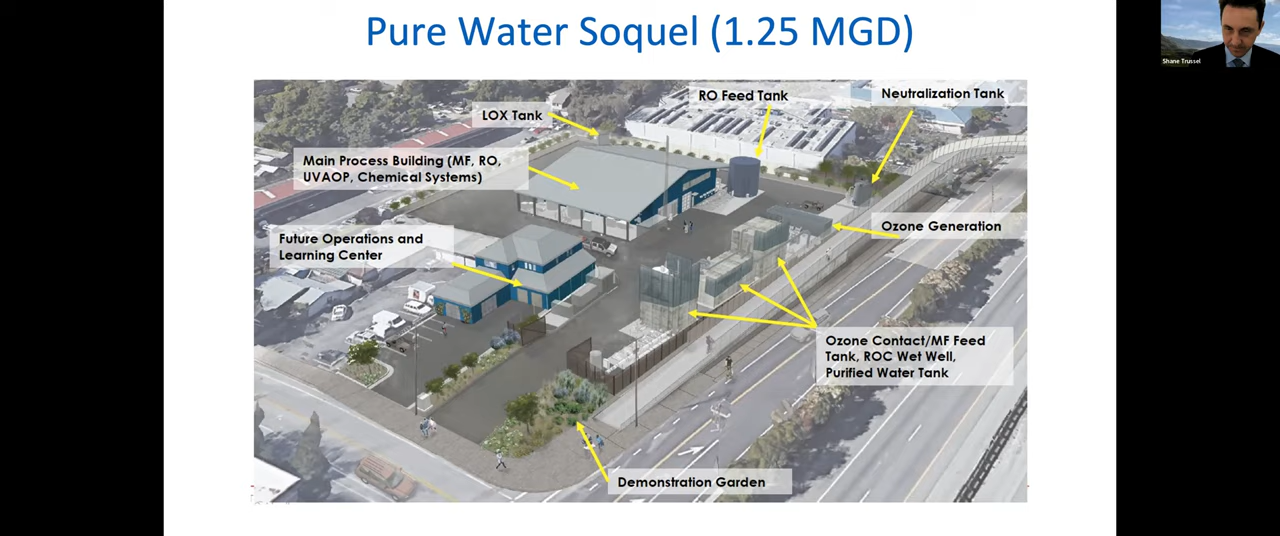 Pure Water Soquel (1.25 MGD)
Shane Trussel
RO Feed Tank
Neutralization Tank
LOX Tank
Main Process Building (MF, RO,
UVAOP, Chemical Systems)
Ozone Generation
Future Operations and
Learning Center
Ozone Contact/MF Feed
Tank, ROC Wet Well,
Purified Water Tank
Demonstration Garden